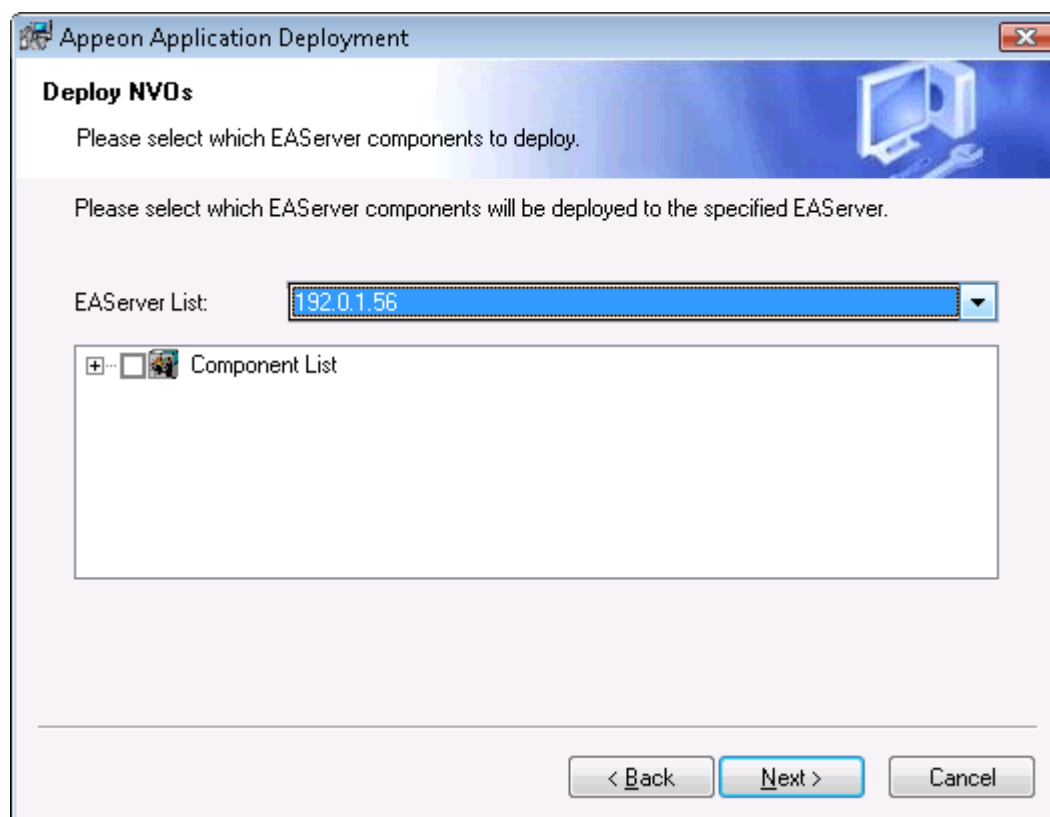 Appeon Application Deployment
Deploy NVOs
Please select which EAServer components to deploy.
Please select which EAServer components will be deployed to the specified EAServer.
EAServer List: 192.0.1.56
Component List
< Back Next > Cancel